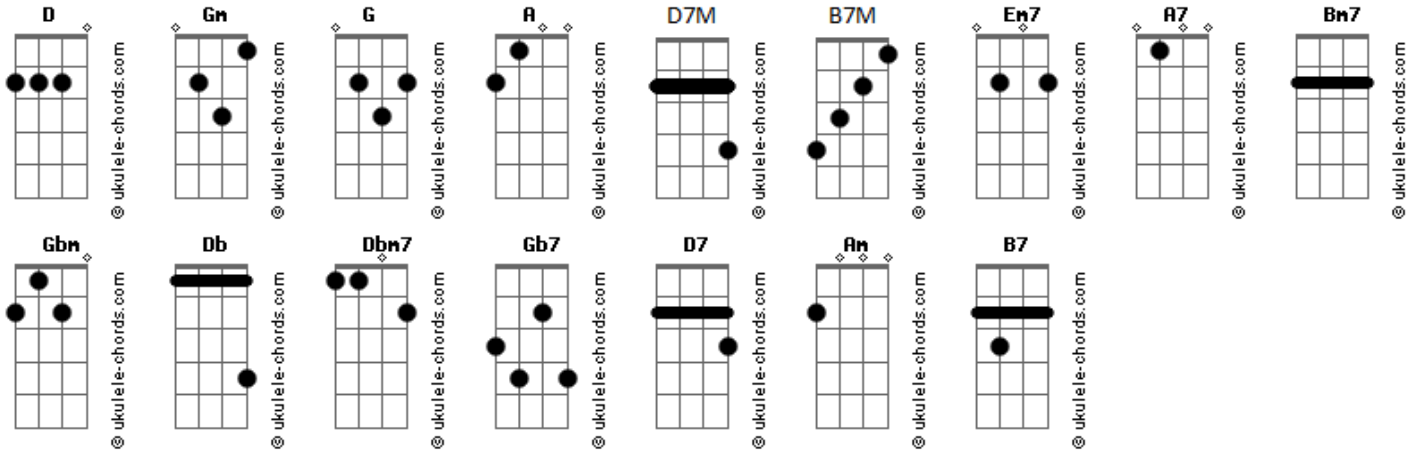 D Gm G A D7M B7M Em7 A7 Bm7
© ukulele-chords.com © ukulele-chords.com © ukulele-chords.com © ukulele-chords.com © ukulele-chords.com © ukulele-chords.com © ukulele-chords.com © ukulele-chords.com © ukulele-chords.com
Gbm Db Dbm7 Gb7 D7 Am B7
© ukulele-chords.com © ukulele-chords.com © ukulele-chords.com © ukulele-chords.com © ukulele-chords.com © ukulele-chords.com © ukulele-chords.com